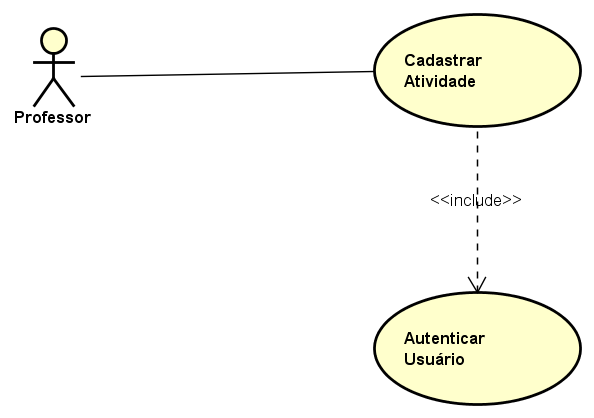 Cadastrar
Atividade
Professor
<<include>>
Autenticar
Usuário